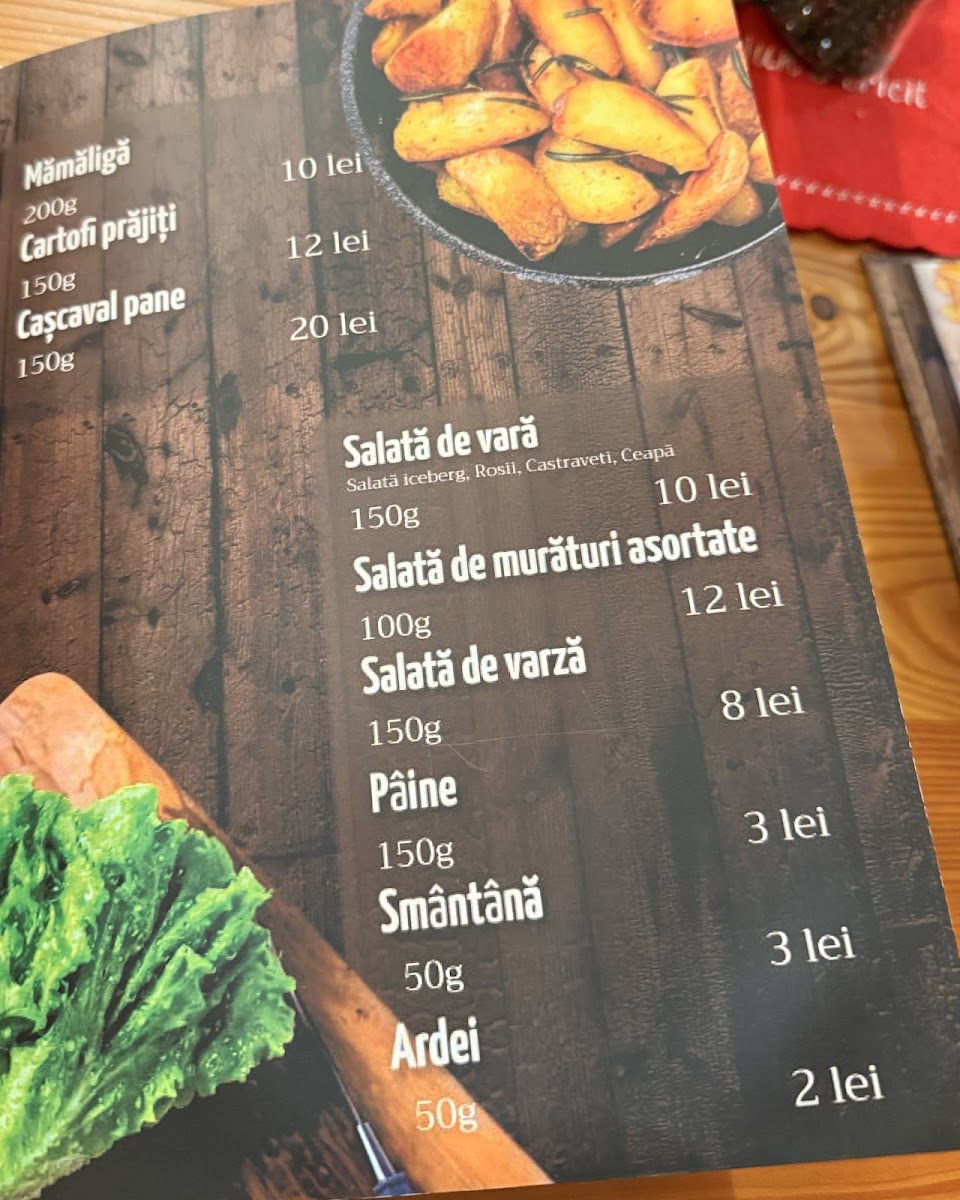 Mămăligă
10 lei
200g
Cartofi prăjiți
12 lei
150g
Cașcaval pane
20 lei
150g
Salată de vară
Salată iceberg, Rosii, Castraveti, Ceapă
10 lei
150g
Salată de murături asortate
12 lei
100g
Salată de varză
8 lei
150g
Pâine
3 lei
150g
Smântână
3 lei
50g
Ardei
2 lei
50g